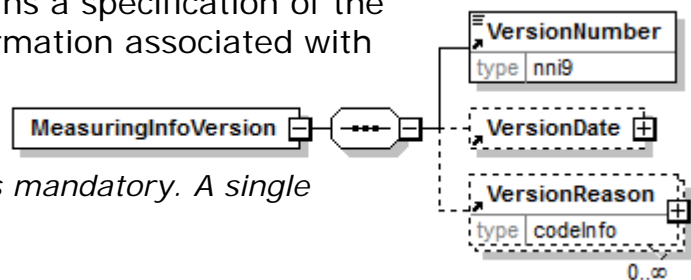 ns a specification of the
rmation associated with
VersionNumber
type nni9
MeasuringInfoVersion
VersionDate
s mandatory. A single
VersionReason
type codeInfo
0..∞